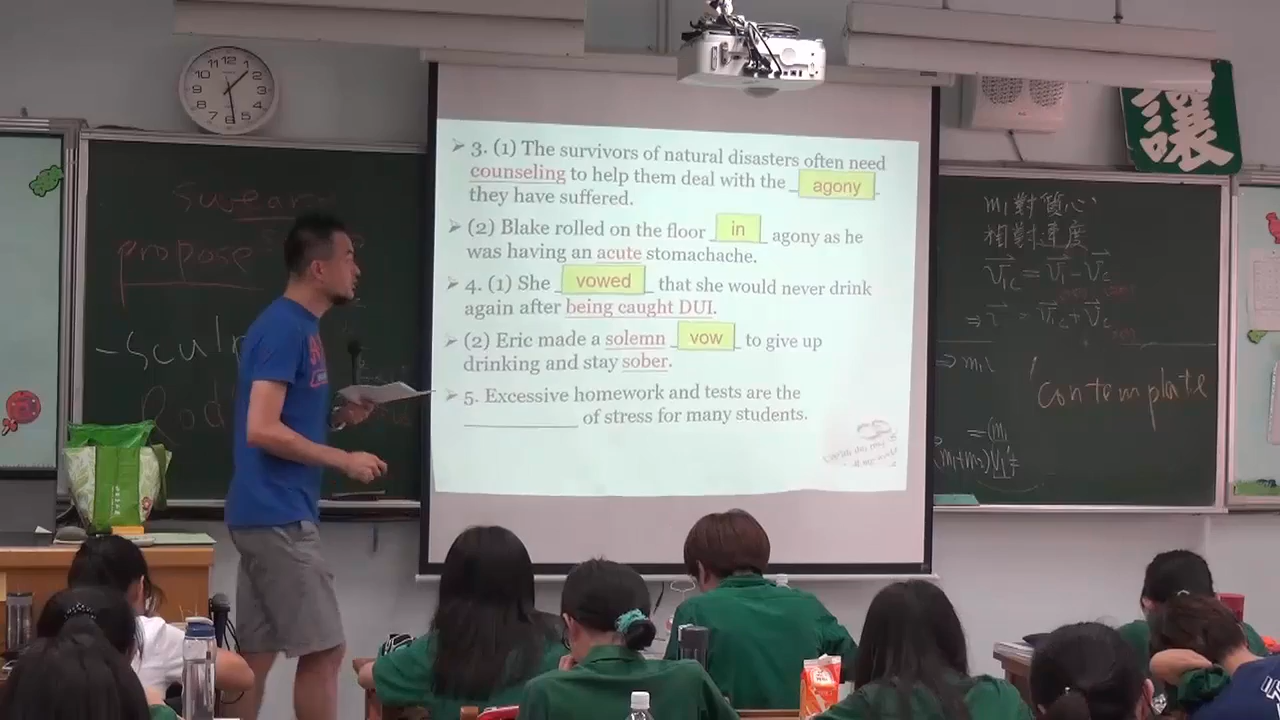 讓
swear
propose
3. (1) The survivors of natural disasters often need
counseling to help them deal with the agony
they have suffered.
(2) Blake rolled on the floor in agony as he
was having an acute stomachache.
4. (1) She vowed that she would never drink
again after being caught DUI.
(2) Eric made a solemn vow to give up
drinking and stay sober.
5. Excessive homework and tests are the
__________ of stress for many students.
m1對質心
相對速度
contemplate